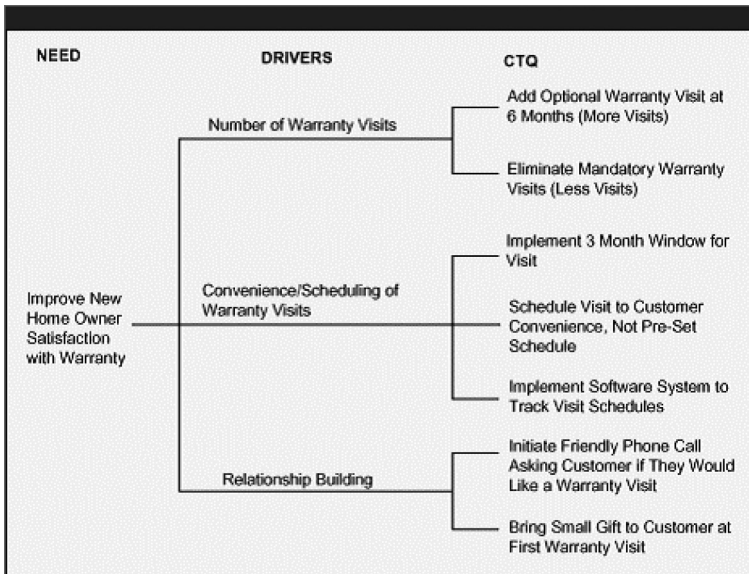 NEED
DRIVERS
CTQ
Number of Warranty Visits
Add Optional Warranty Visit at
6 Months (More Visits)
Eliminate Mandatory Warranty
Visits (Less Visits)
Improve New
Home Owner
Satisfaction
with Warranty
Convenience/Scheduling of
Warranty Visits
Implement 3 Month Window for
Visit
Schedule Visit to Customer
Convenience, Not Pre-Set
Schedule
Implement Software System to
Track Visit Schedules
Relationship Building
Initiate Friendly Phone Call
Asking Customer if They Would
Like a Warranty Visit
Bring Small Gift to Customer at
First Warranty Visit